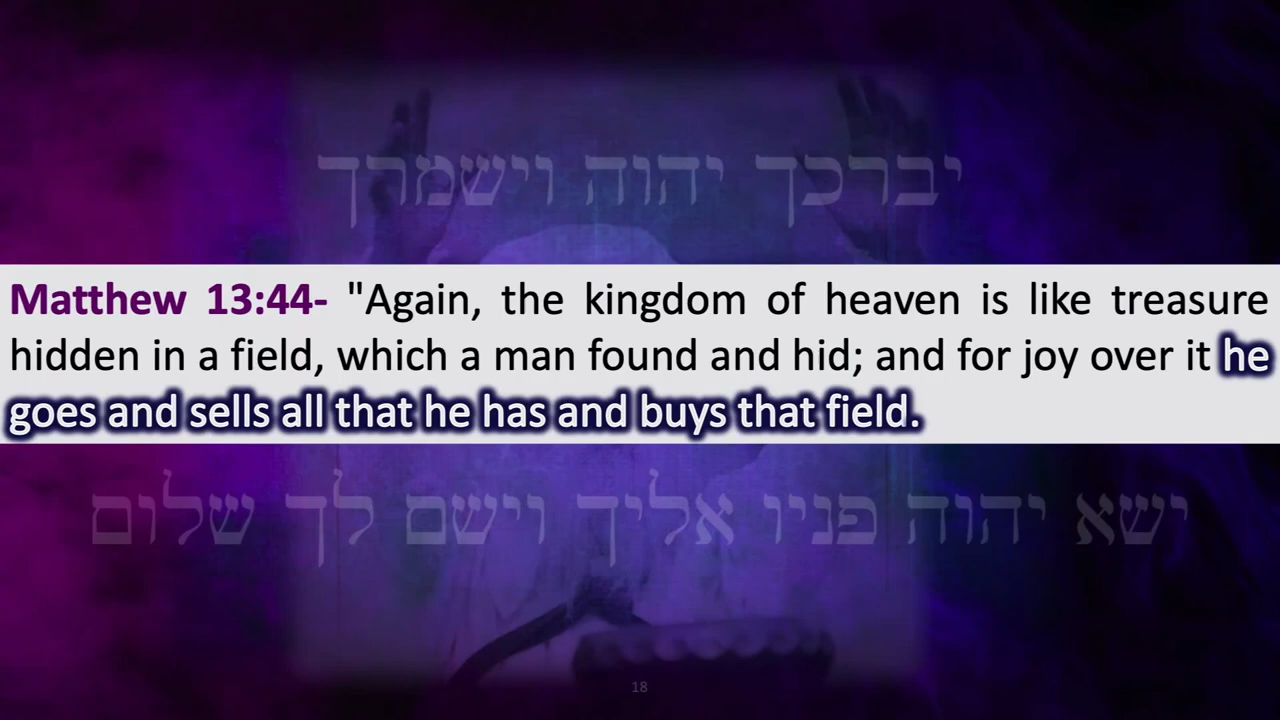 יברכך יהוה וישמרך
Matthew 13:44- "Again, the kingdom of heaven is like treasure
hidden in a field, which a man found and hid; and for joy over it he
goes and sells all that he has and buys that field.
ישא יהוה פניו אליך וישם לך שלום
18